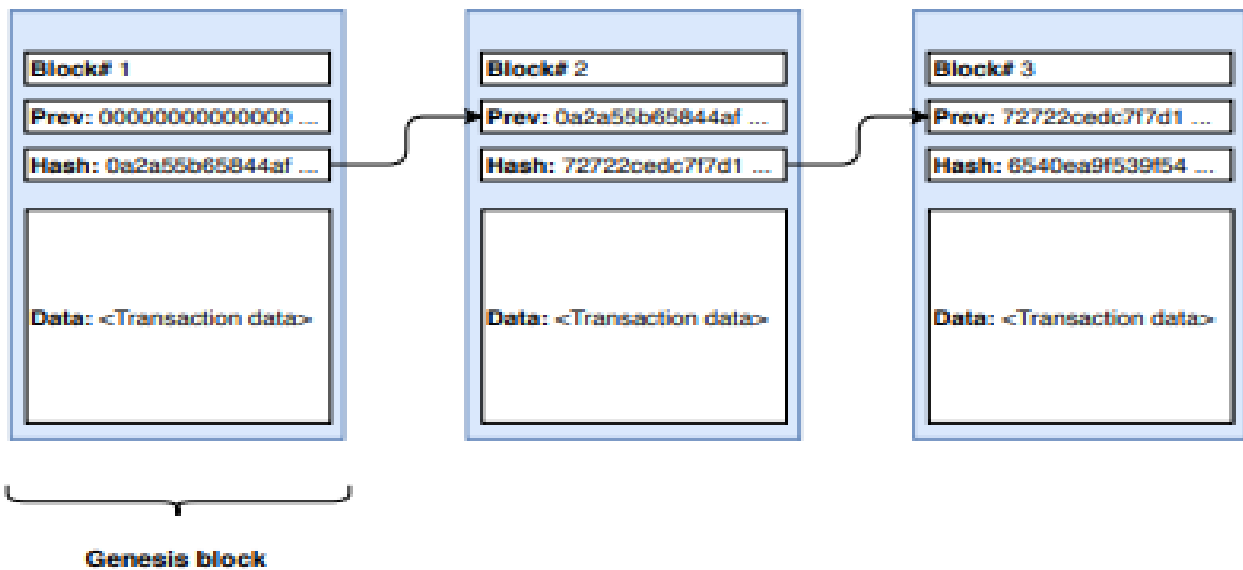 Block# 1
Prev: 00000000000000 ...
Hash: 0a2a55b65844af ...
Data: <Transaction data>
Block# 2
Prev: 0a2a55b65844af ...
Hash: 72722cedc7f7d1 ...
Data: <Transaction data>
Block# 3
Prev: 72722cedc7f7d1 ...
Hash: 6540ea9f539f54 ...
Data: <Transaction data>
Genesis block